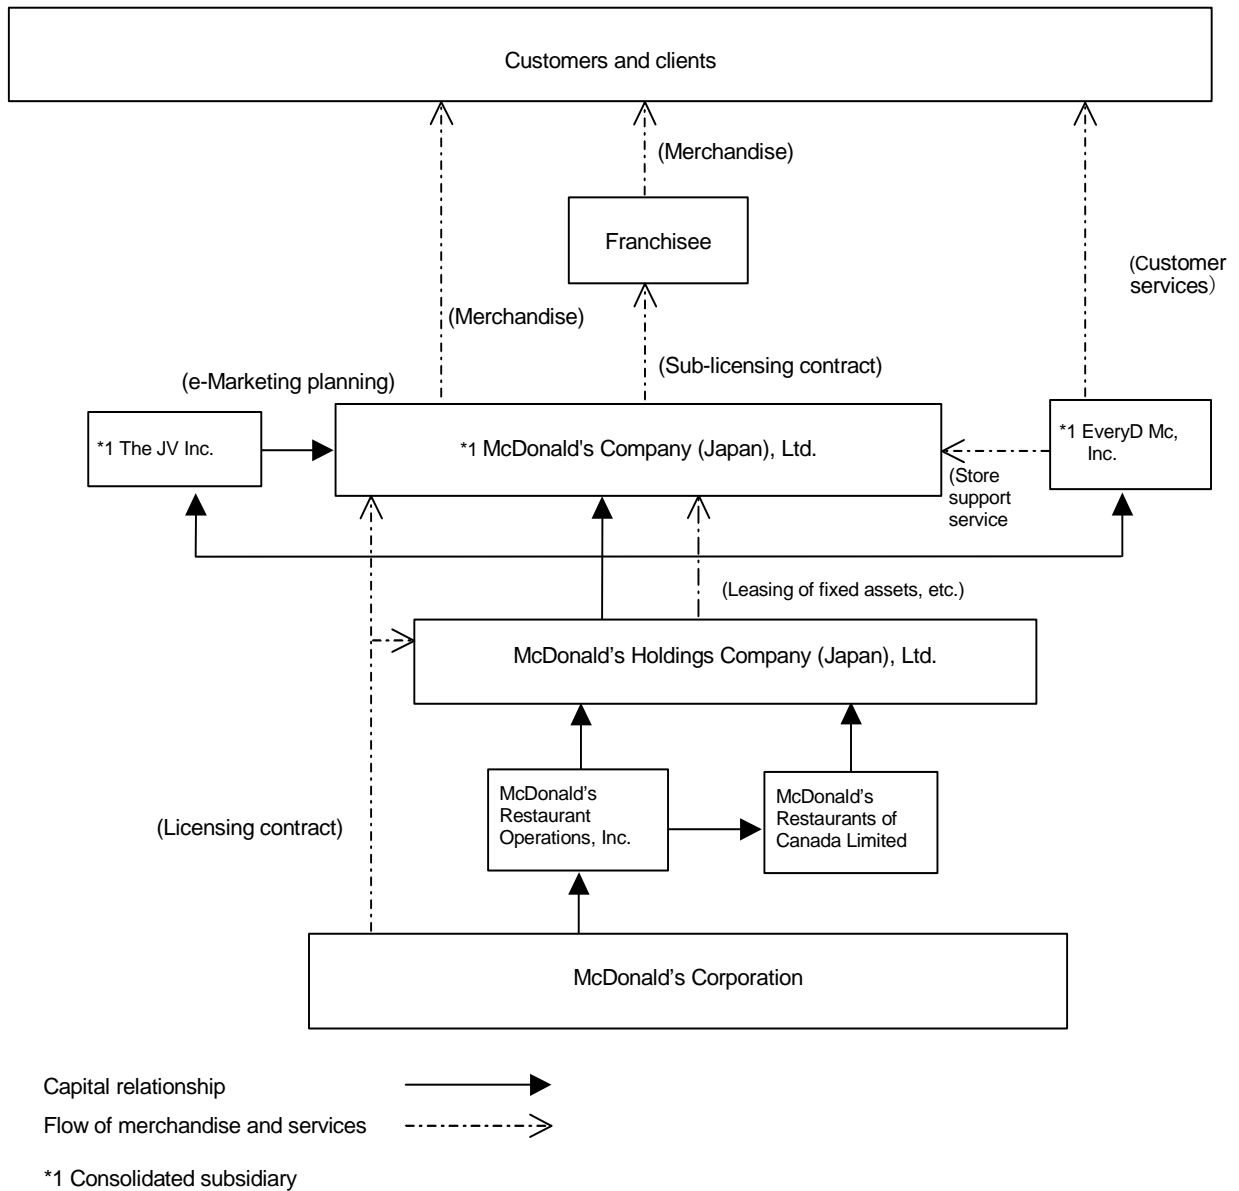 Customers and clients
(Merchandise)
Franchisee
(Customer
services）
(Merchandise)
(Sub-licensing contract)
(e-Marketing planning)
*1 The JV Inc.
*1 McDonald's Company (Japan), Ltd.
*1 EveryD Mc,
Inc.
(Store
support
service
(Leasing of fixed assets, etc.)
McDonald’s Holdings Company (Japan), Ltd.
McDonald’s
Restaurant
Operations, Inc.
McDonald’s
Restaurants of
Canada Limited
(Licensing contract)
McDonald’s Corporation
Capital relationship
Flow of merchandise and services
*1 Consolidated subsidiary